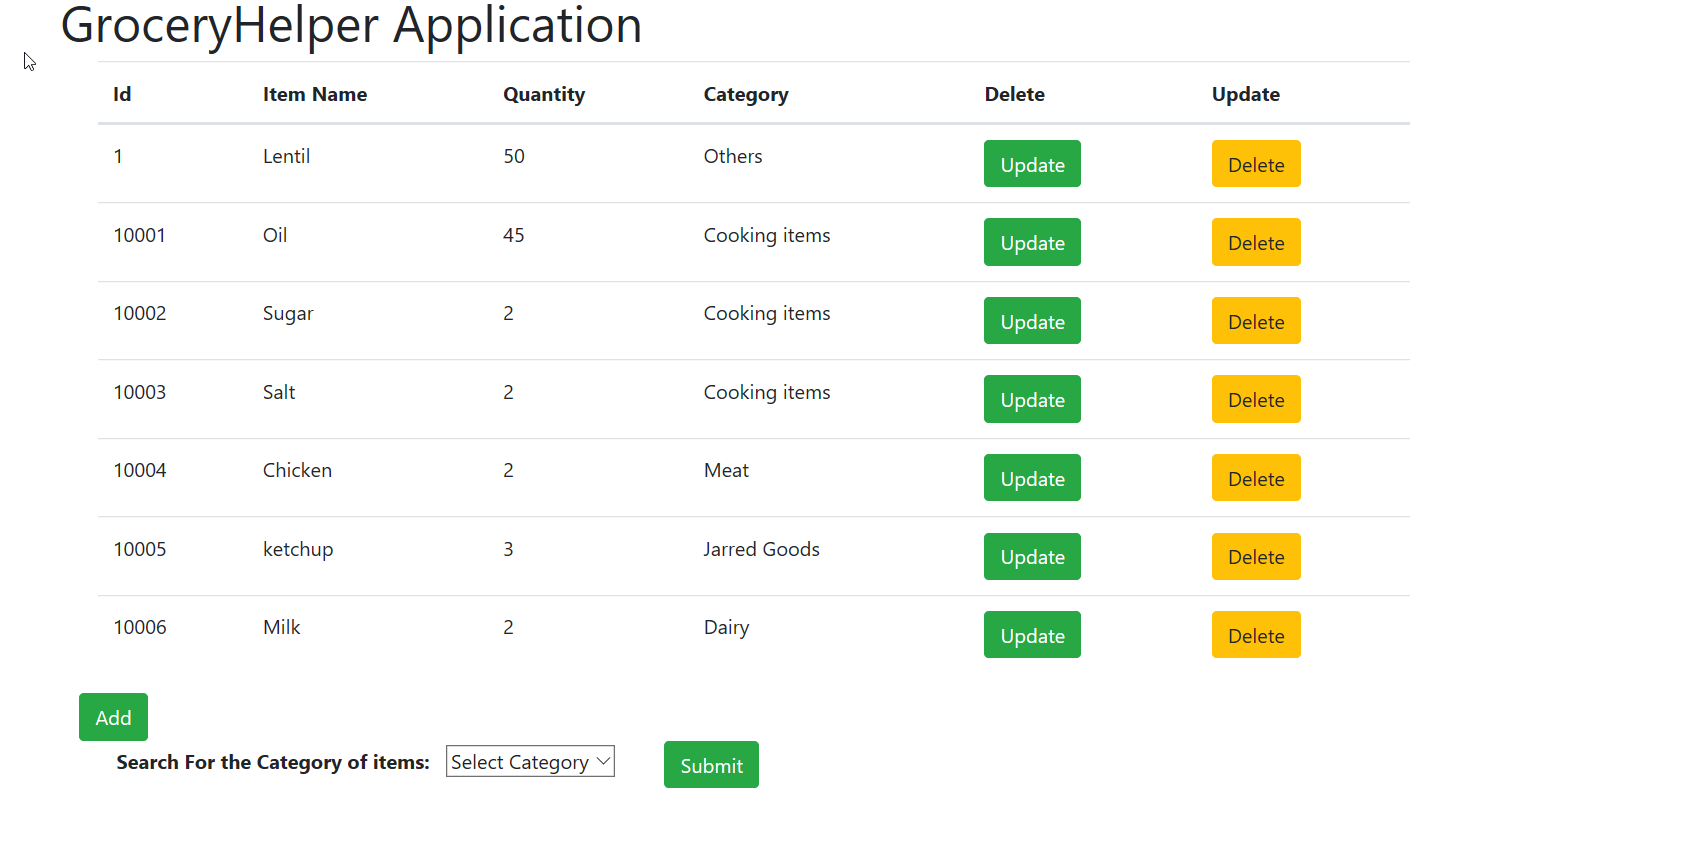 GroceryHelper Application
Id Item Name Quantity Category Delete Update
1 Lentil 50 Others Update Delete
10001 Oil 45 Cooking items Update Delete
10002 Sugar 2 Cooking items Update Delete
10003 Salt 2 Cooking items Update Delete
10004 Chicken 2 Meat Update Delete
10005 ketchup 3 Jarred Goods Update Delete
10006 Milk 2 Dairy Update Delete
Add
Search For the Category of items: Select Category Submit